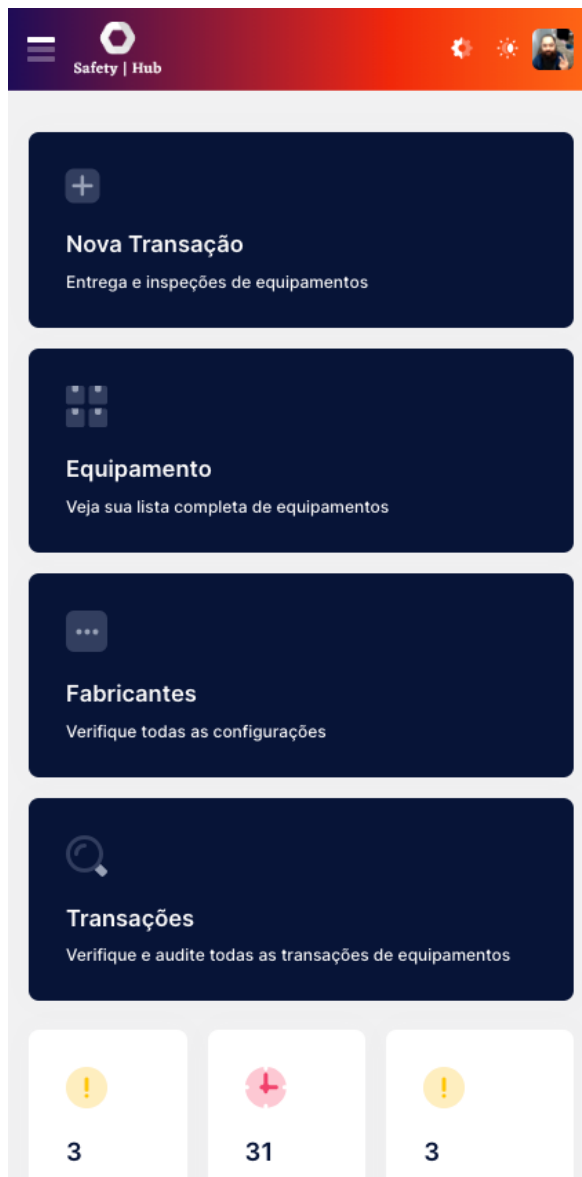 Safety | Hub
Nova Transação
Entrega e inspeções de equipamentos
Equipamento
Veja sua lista completa de equipamentos
Fabricantes
Verifique todas as configurações
Transações
Verifique e audite todas as transações de equipamentos
3 31 3